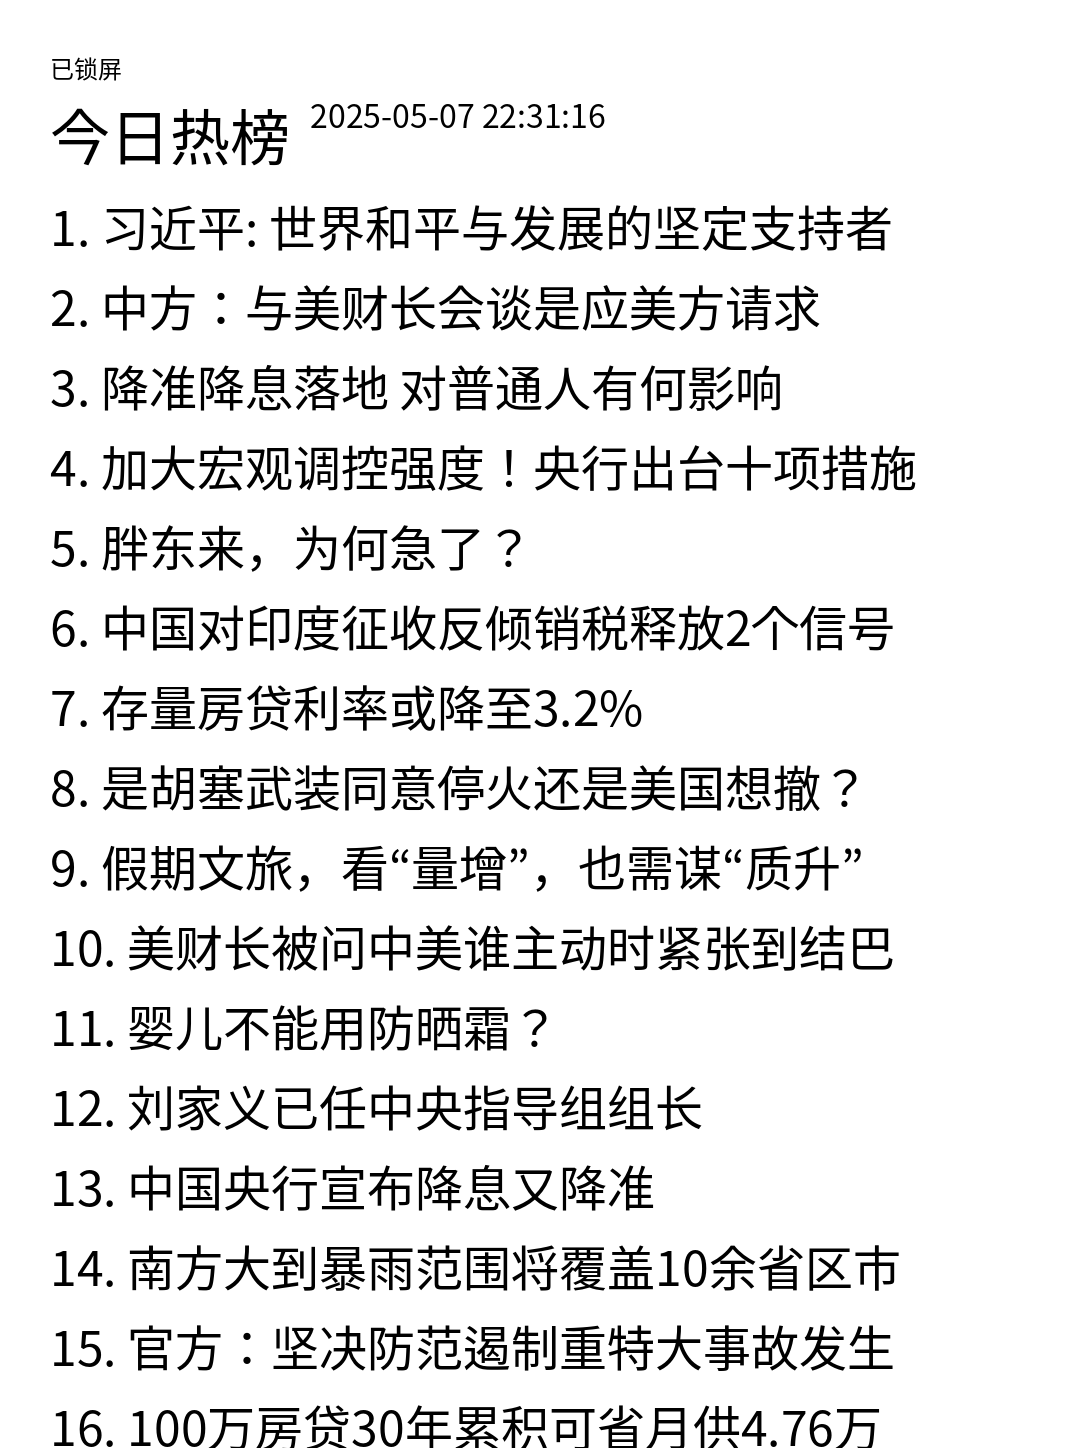 已锁屏
今日热榜 2025-05-07 22:31:16
1. 习近平: 世界和平与发展的坚定支持者
2. 中方：与美财长会谈是应美方请求
3. 降准降息落地 对普通人有何影响
4. 加大宏观调控强度！央行出台十项措施
5. 胖东来，为何急了？
6. 中国对印度征收反倾销税释放2个信号
7. 存量房贷利率或降至3.2%
8. 是胡塞武装同意停火还是美国想撤？
9. 假期文旅，看“量增”，也需谋“质升”
10. 美财长被问中美谁主动时紧张到结巴
11. 婴儿不能用防晒霜？
12. 刘家义已任中央指导组组长
13. 中国央行宣布降息又降准
14. 南方大到暴雨范围将覆盖10余省区市
15. 官方：坚决防范遏制重特大事故发生
16. 100万房贷30年累积可省月供4.76万